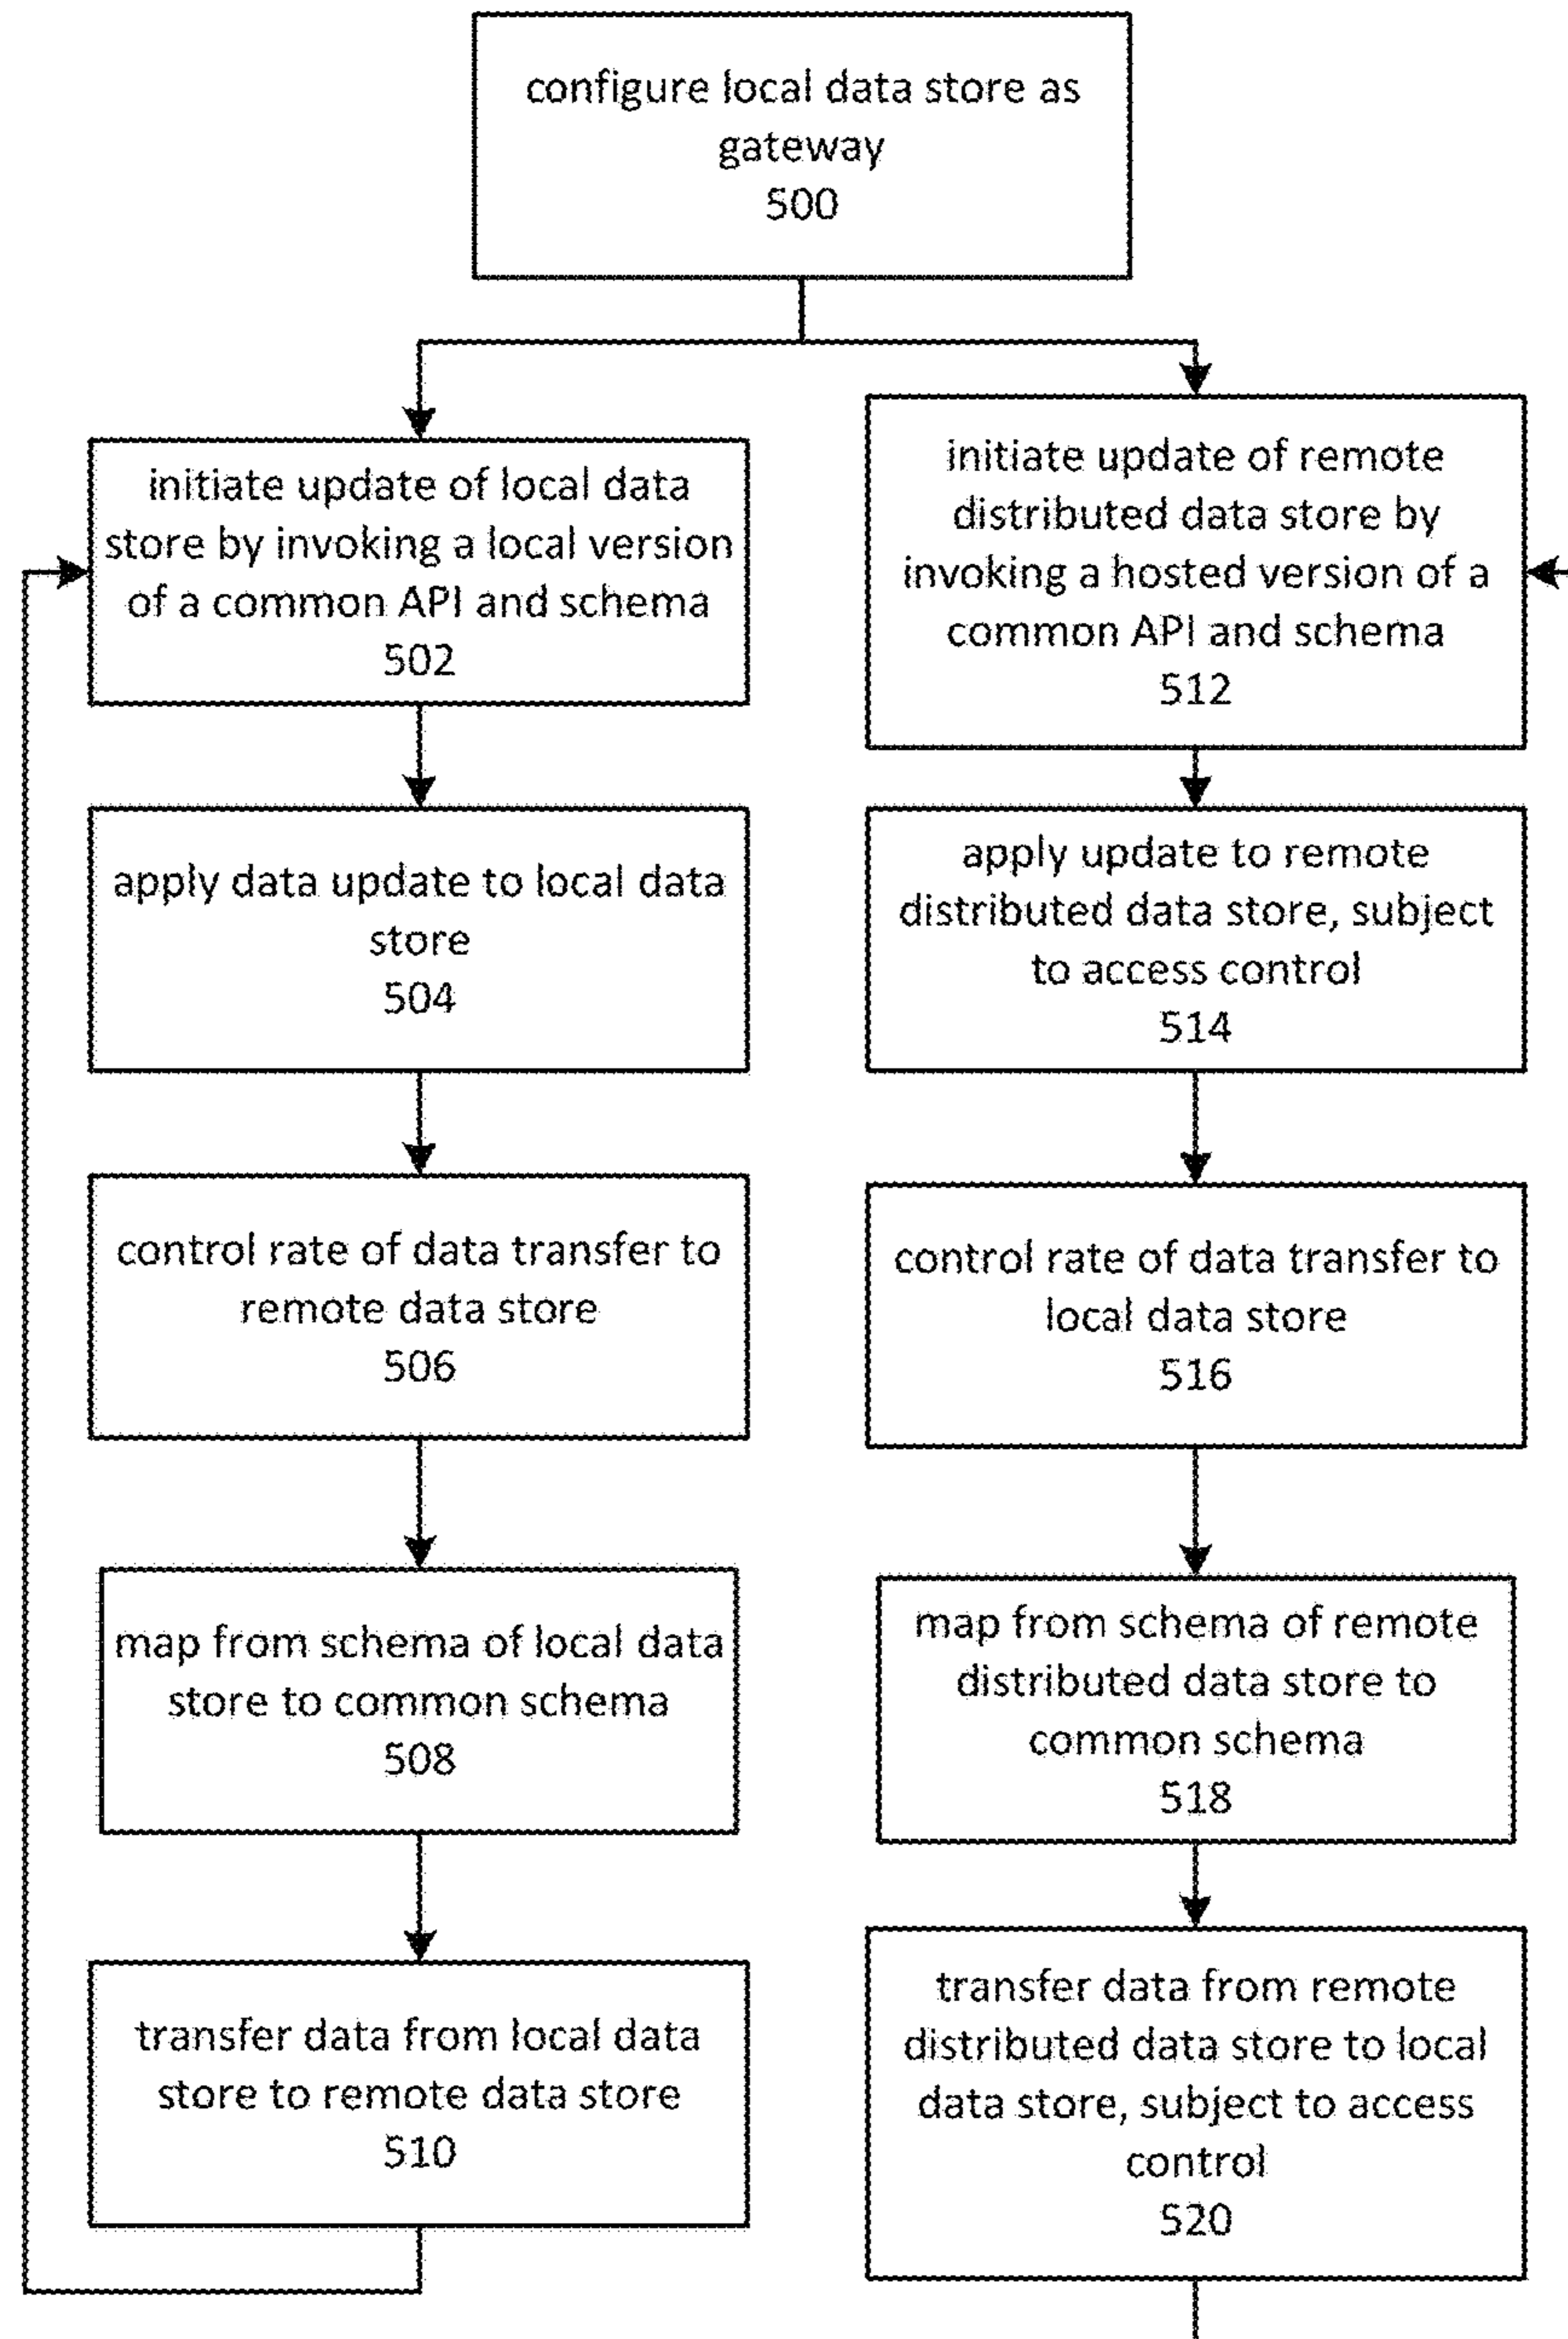 configure local data store as
gateway
500
initiate update of local data
store by invoking a local version
of a common API and schema
502
apply data update to local data
store
504
control rate of data transfer to
remote data store
506
map from schema of local data
store to common schema
508
transfer data from local data
store to remote data store
510
initiate update of remote
distributed data store by
invoking a hosted version of a
common API and schema
512
apply update to remote
distributed data store, subject
to access control
514
control rate of data transfer to
local data store
516
map from schema of remote
distributed data store to
common schema
518
transfer data from remote
distributed data store to local
data store, subject to access
control
520